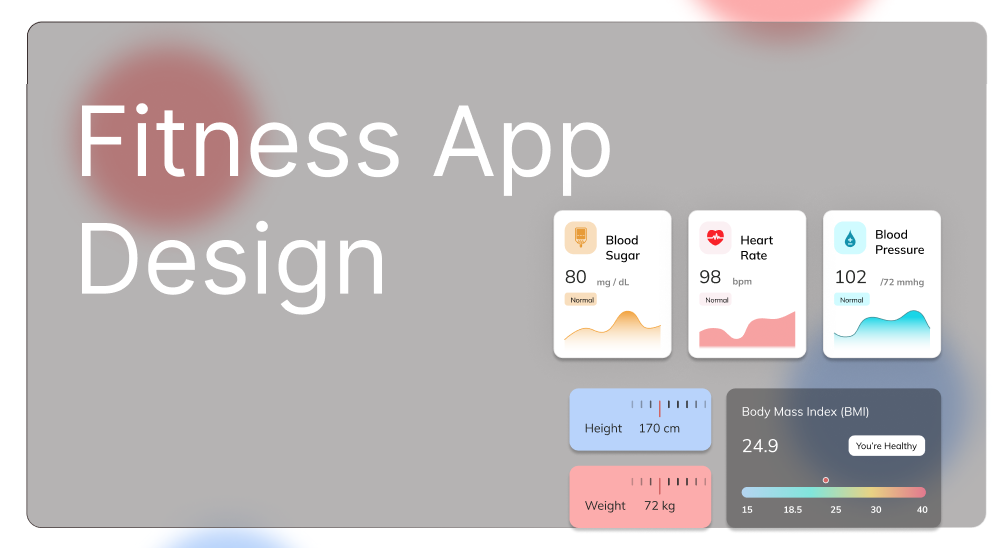 Fitness App
Design
Blood
Sugar
80 mg / dL
Normal
Heart
Rate
98 bpm
Normal
Blood
Pressure
102 /72 mmhg
Normal
Height 170 cm
Weight 72 kg
Body Mass Index (BMI)
24.9 You're Healthy
15 18.5 25 30 40